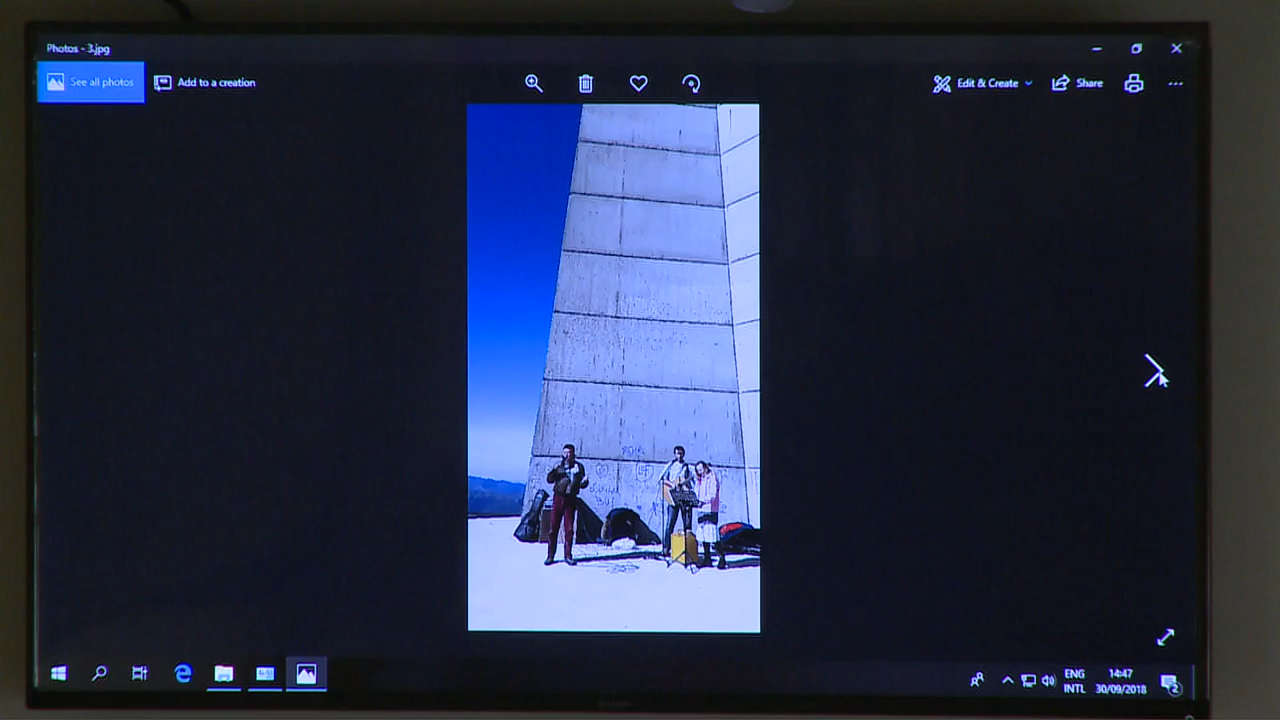 Photos - 3.jpg
See all photos
Add to a creation
Edit & Create
Share
ENG
INTL
14:47
30/09/2018
2